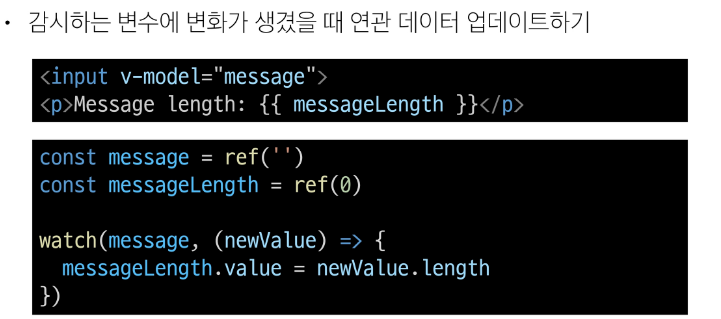 • 감시하는 변수에 변화가 생겼을 때 연관 데이터 업데이트하기
<input v-model="message">
<p>Message length: {{ messageLength }}</p>
const message = ref('')
const messageLength = ref(0)
watch(message, (newValue) => {
  messageLength.value = newValue.length
})